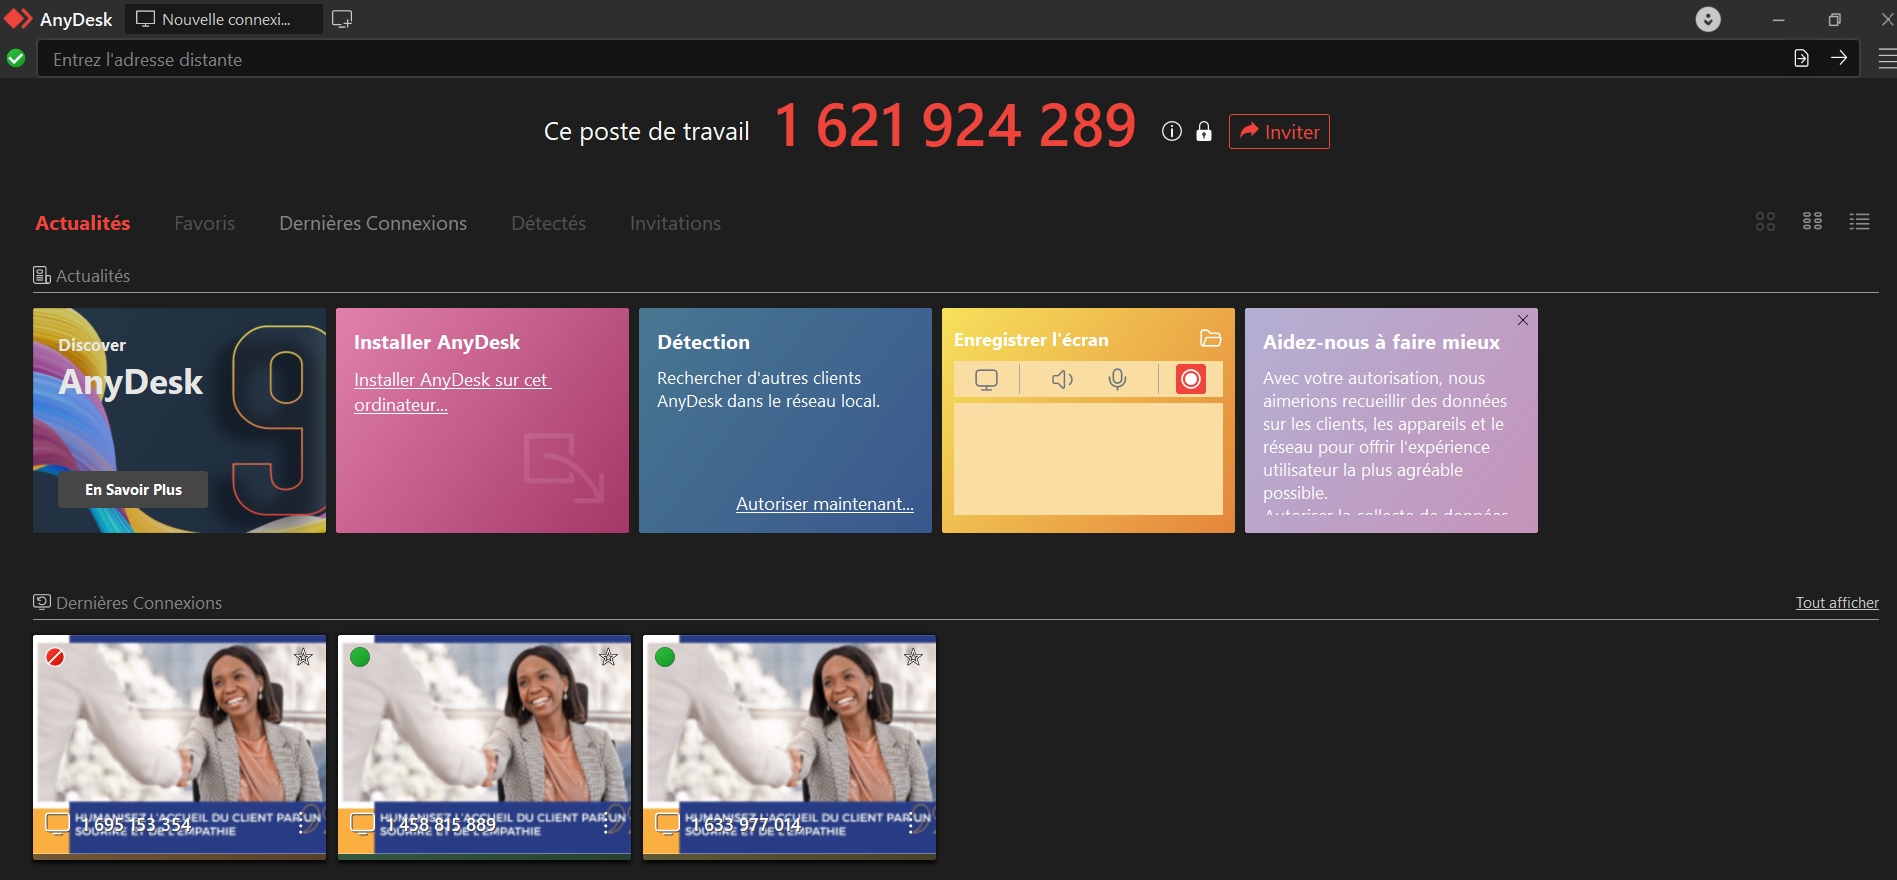 AnyDesk
Nouvelle connexi...
Entrez l'adresse distante
Ce poste de travail
1 621 924 289
Inviter
Actualités
Favoris
Dernières Connexions
Détectés
Invitations
Actualités
Discover
AnyDesk
9
En Savoir Plus
Installer AnyDesk
Installer AnyDesk sur cet
ordinateur...
Détection
Rechercher d'autres clients
AnyDesk dans le réseau local.
Autoriser maintenant...
Enregistrer l'écran
Aidez-nous à faire mieux
Avec votre autorisation, nous
aimerions recueillir des données
sur les clients, les appareils et le
réseau pour offrir l'expérience
utilisateur la plus agréable
possible.
Autoriser la collecte de données
Dernières Connexions
Tout afficher
HUMANISEZ L'ACCUEIL DU CLIENT PAR UN
SOURIRE ET DE L'EMPATHIE
1 695 153 354
HUMANISEZ L'ACCUEIL DU CLIENT PAR UN
SOURIRE ET DE L'EMPATHIE
1 458 815 889
HUMANISEZ L'ACCUEIL DU CLIENT PAR UN
SOURIRE ET DE L'EMPATHIE
1 633 977 014